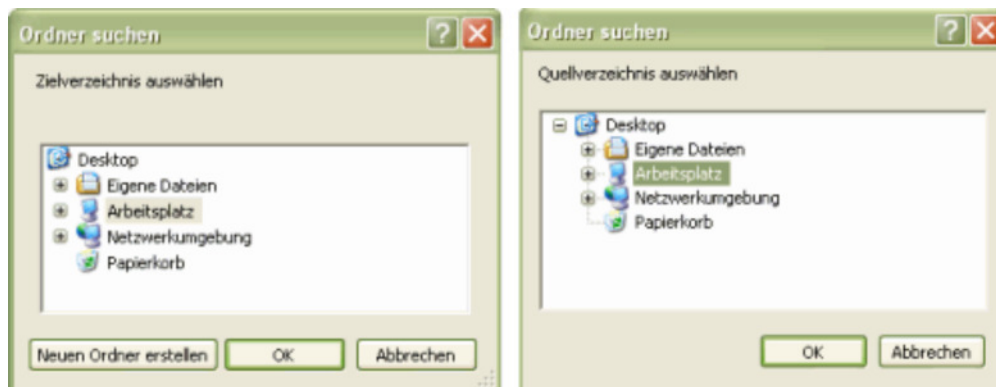 Ordner suchen
Zielverzeichnis auswählen
Desktop
Eigene Dateien
Arbeitsplatz
Netzwerkumgebung
Papierkorb
Neuen Ordner erstellen OK Abbrechen
Ordner suchen
Quellverzeichnis auswählen
Desktop
Eigene Dateien
Arbeitsplatz
Netzwerkumgebung
Papierkorb
OK Abbrechen